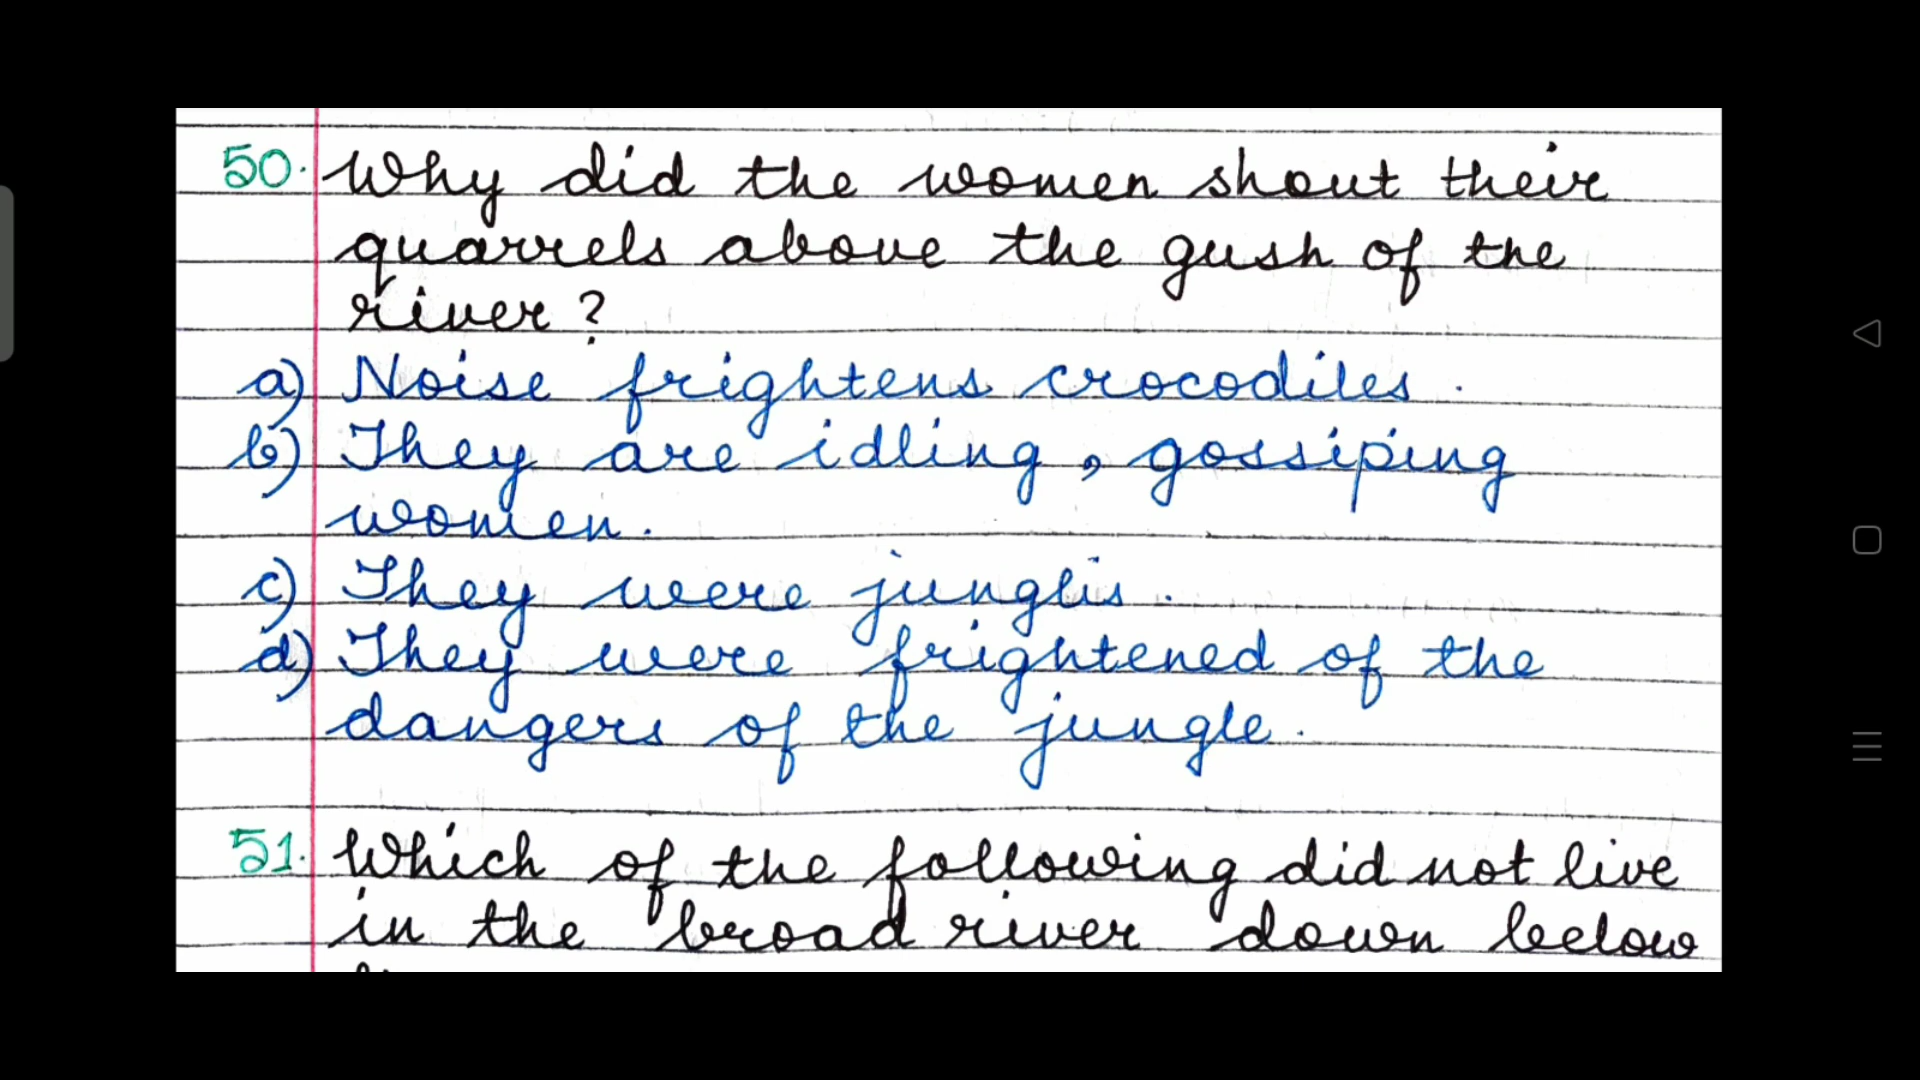 50. Why did the women shout their
quarrels above the gush of the
river?
a) Noise frightens crocodiles.
b) They are idling, gossiping
women.
c) They were junglis.
d) They were frightened of the
dangers of the jungle.
51. Which of the following did not live
in the broad river down below